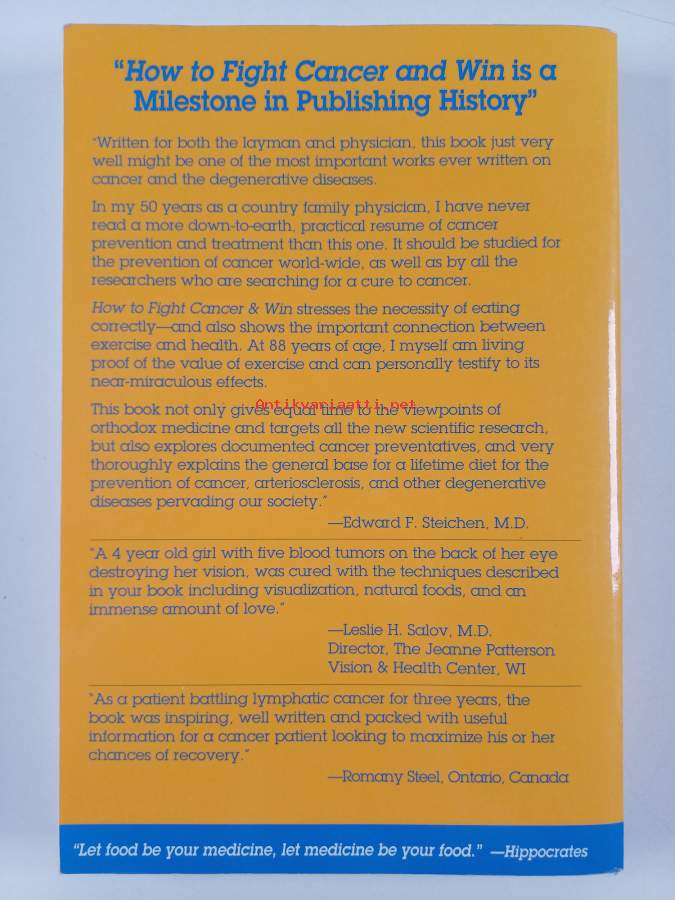 “How to Fight Cancer and Win is a
Milestone in Publishing History”
“Written for both the layman and physician, this book just very
well might be one of the most important works ever written on
cancer and the degenerative diseases.
In my 50 years as a country family physician, I have never
read a more down-to-earth, practical resume of cancer
prevention and treatment than this one. It should be studied for
the prevention of cancer world-wide, as well as by all the
researchers who are searching for a cure to cancer.
How to Fight Cancer & Win stresses the necessity of eating
correctly—and also shows the important connection between
exercise and health. At 88 years of age, I myself am living
proof of the value of exercise and can personally testify to its
near-miraculous effects.
Antikvariaatti.net
This book not only gives equal time to the viewpoints of
orthodox medicine and targets all the new scientific research,
but also explores documented cancer preventatives, and very
thoroughly explains the general base for a lifetime diet for the
prevention of cancer, arteriosclerosis, and other degenerative
diseases pervading our society.”
—Edward F. Steichen, M.D.
“A 4 year old girl with five blood tumors on the back of her eye
destroying her vision, was cured with the techniques described
in your book including visualization, natural foods, and an
immense amount of love.”
—Leslie H. Salov, M.D.
Director, The Jeanne Patterson
Vision & Health Center, WI
“As a patient battling lymphatic cancer for three years, the
book was inspiring, well written and packed with useful
information for a cancer patient looking to maximize his or her
chances of recovery.”
—Romany Steel, Ontario, Canada
“Let food be your medicine, let medicine be your food.” —Hippocrates